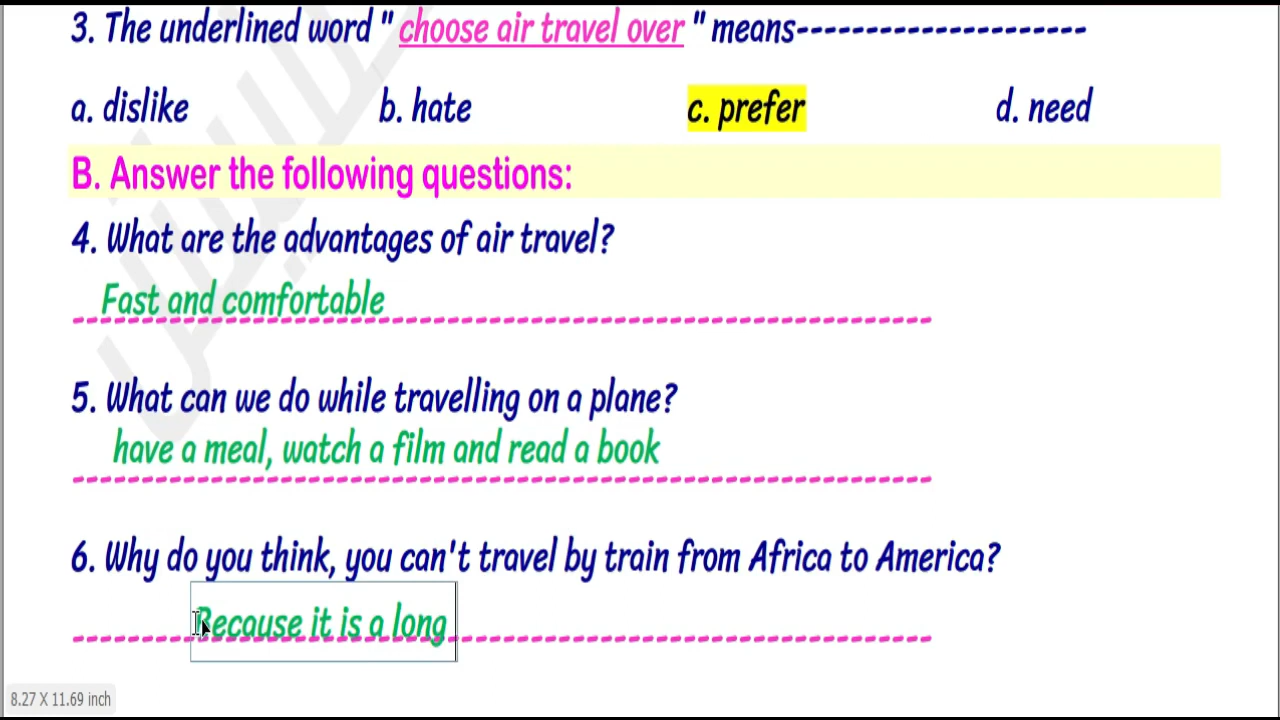 3. The underlined word " choose air travel over " means---------------------
a. dislike b. hate c. prefer d. need
B. Answer the following questions:
4. What are the advantages of air travel?
Fast and comfortable
5. What can we do while travelling on a plane?
have a meal, watch a film and read a book
6. Why do you think, you can't travel by train from Africa to America?
Because it is a long
8.27 X 11.69 inch